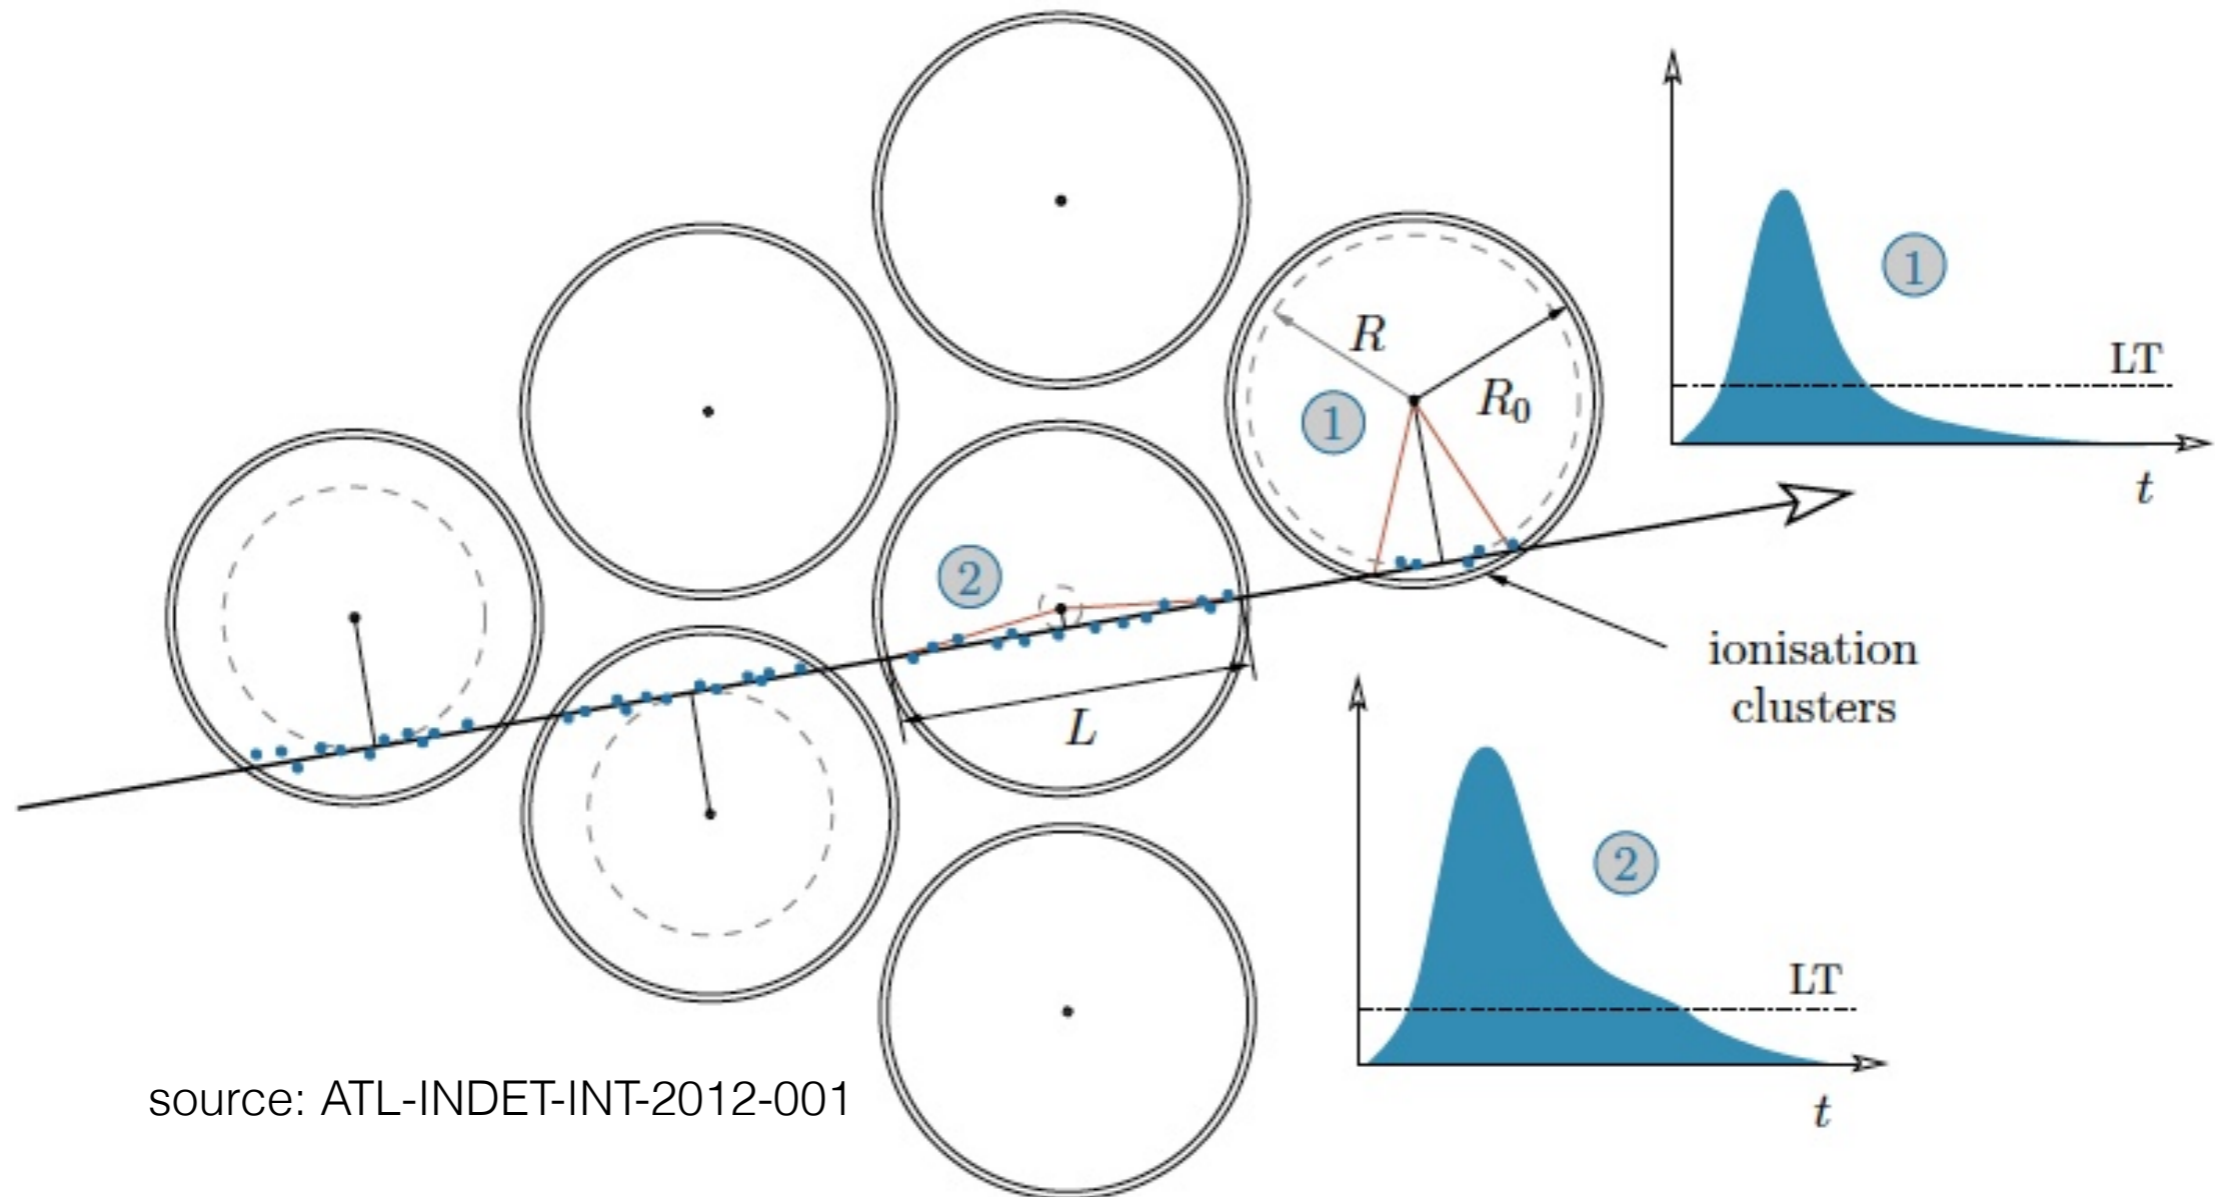 1
LT
R
R0
1
t
2
ionisation
clusters
L
2
LT
source: ATL-INDET-INT-2012-001
t